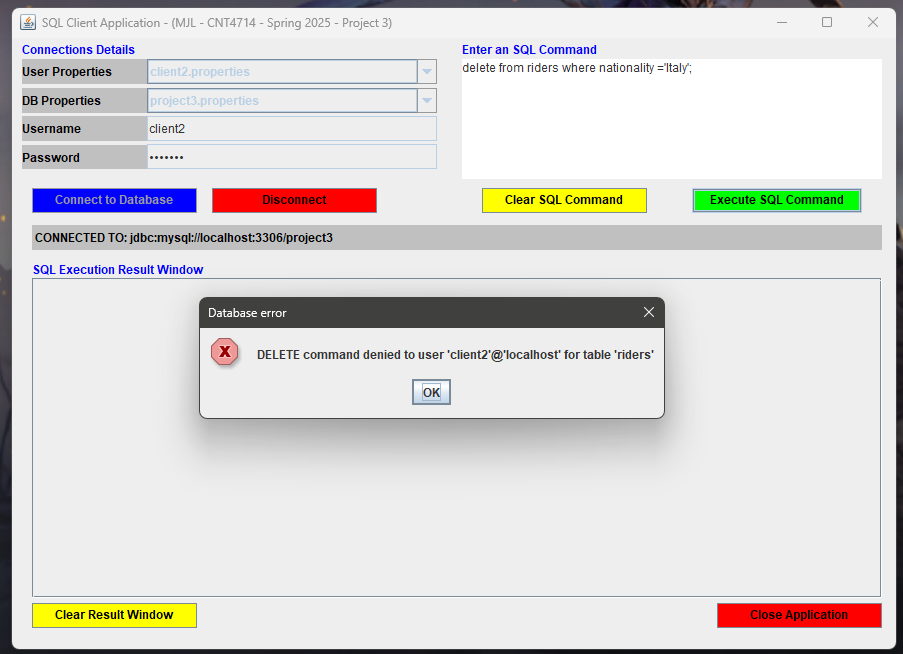 SQL Client Application - (MJL - CNT4714 - Spring 2025 - Project 3)
Connections Details
User Properties
client2.properties
DB Properties
project3.properties
Username
client2
Password
•••••••
Connect to Database
Disconnect
Enter an SQL Command
delete from riders where nationality ='Italy';
Clear SQL Command
Execute SQL Command
CONNECTED TO: jdbc:mysql://localhost:3306/project3
SQL Execution Result Window
Database error
X
DELETE command denied to user 'client2'@'localhost' for table 'riders'
OK
Clear Result Window
Close Application